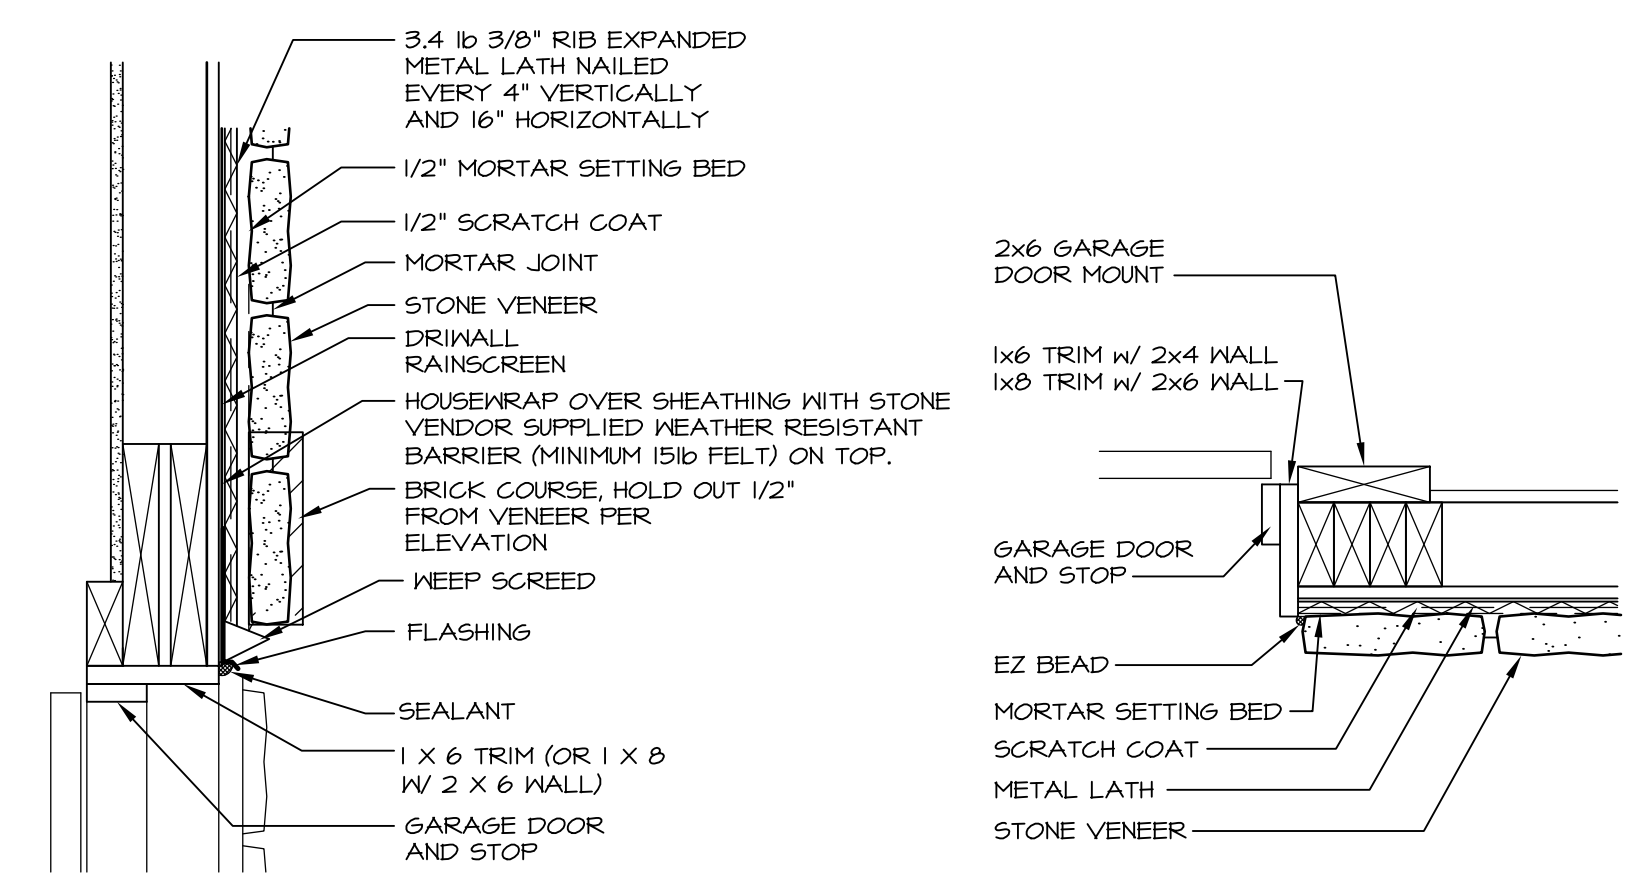 3.4 lb 3/8" RIB EXPANDED
METAL LATH NAILED
EVERY 4" VERTICALLY
AND 16" HORIZONTALLY
1/2" MORTAR SETTING BED
1/2" SCRATCH COAT
MORTAR JOINT
STONE VENEER
DRIWALL
RAINSCREEN
HOUSEWRAP OVER SHEATHING WITH STONE
VENDOR SUPPLIED WEATHER RESISTANT
BARRIER (MINIMUM 15lb FELT) ON TOP.
BRICK COURSE, HOLD OUT 1/2"
FROM VENEER PER
ELEVATION
WEEP SCREED
FLASHING
SEALANT
1 X 6 TRIM (OR 1 X 8
W/ 2 X 6 WALL)
GARAGE DOOR
AND STOP
2x6 GARAGE
DOOR MOUNT
1x6 TRIM w/ 2x4 WALL
1x8 TRIM w/ 2x6 WALL
GARAGE DOOR
AND STOP
EZ BEAD
MORTAR SETTING BED
SCRATCH COAT
METAL LATH
STONE VENEER